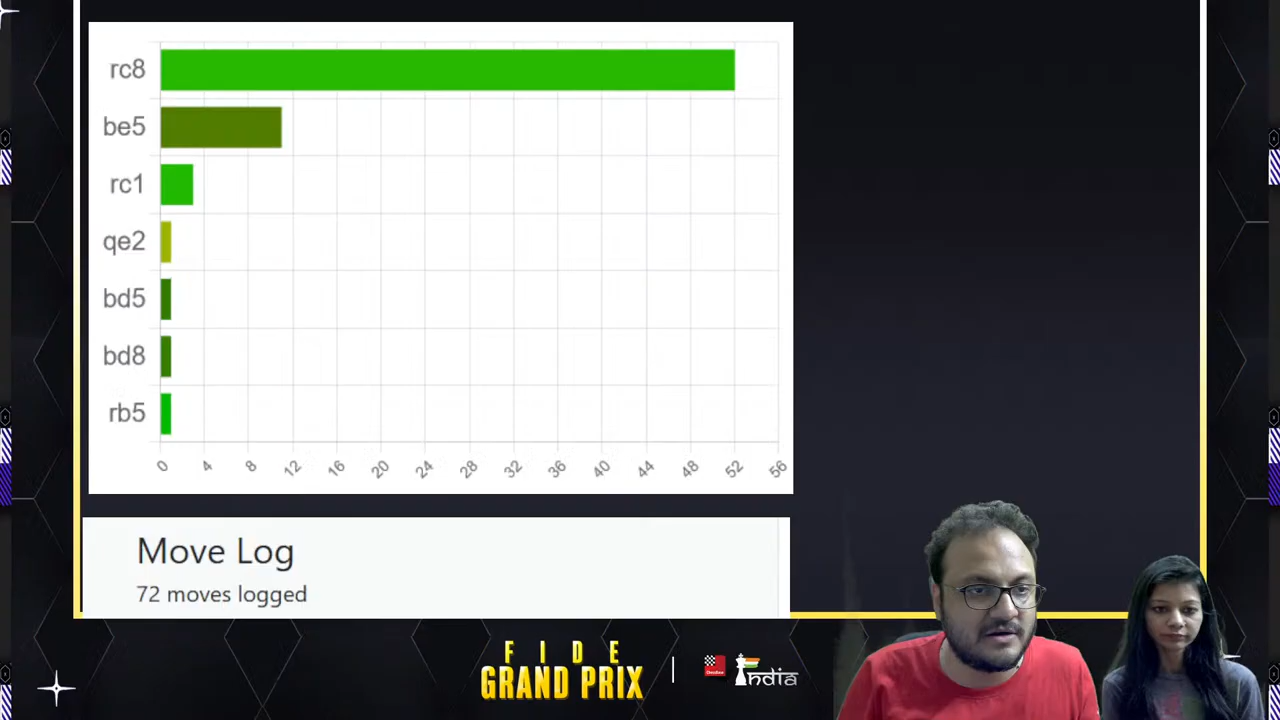 rc8
be5
rc1
qe2
bd5
bd8
rb5
0 4 8 12 16 20 24 28 32 36 40 44 48 52 56
Move Log
72 moves logged
FIDE
GRAND PRIX
India